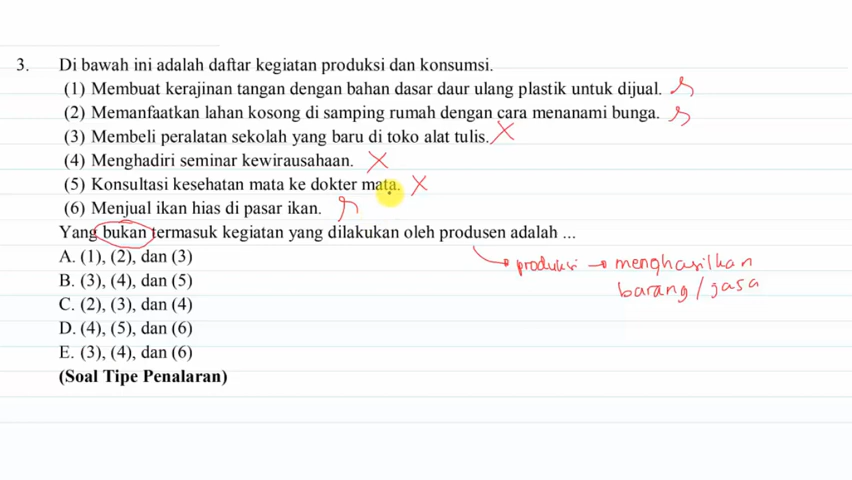 3. Di bawah ini adalah daftar kegiatan produksi dan konsumsi.
(1) Membuat kerajinan tangan dengan bahan dasar daur ulang plastik untuk dijual.
(2) Memanfaatkan lahan kosong di samping rumah dengan cara menanami bunga.
(3) Membeli peralatan sekolah yang baru di toko alat tulis.
(4) Menghadiri seminar kewirausahaan.
(5) Konsultasi kesehatan mata ke dokter mata.
(6) Menjual ikan hias di pasar ikan.
Yang bukan termasuk kegiatan yang dilakukan oleh produsen adalah ...
A. (1), (2), dan (3)
produksi → menghasilkan
B. (3), (4), dan (5)
barang/jasa
C. (2), (3), dan (4)
D. (4), (5), dan (6)
E. (3), (4), dan (6)
(Soal Tipe Penalaran)